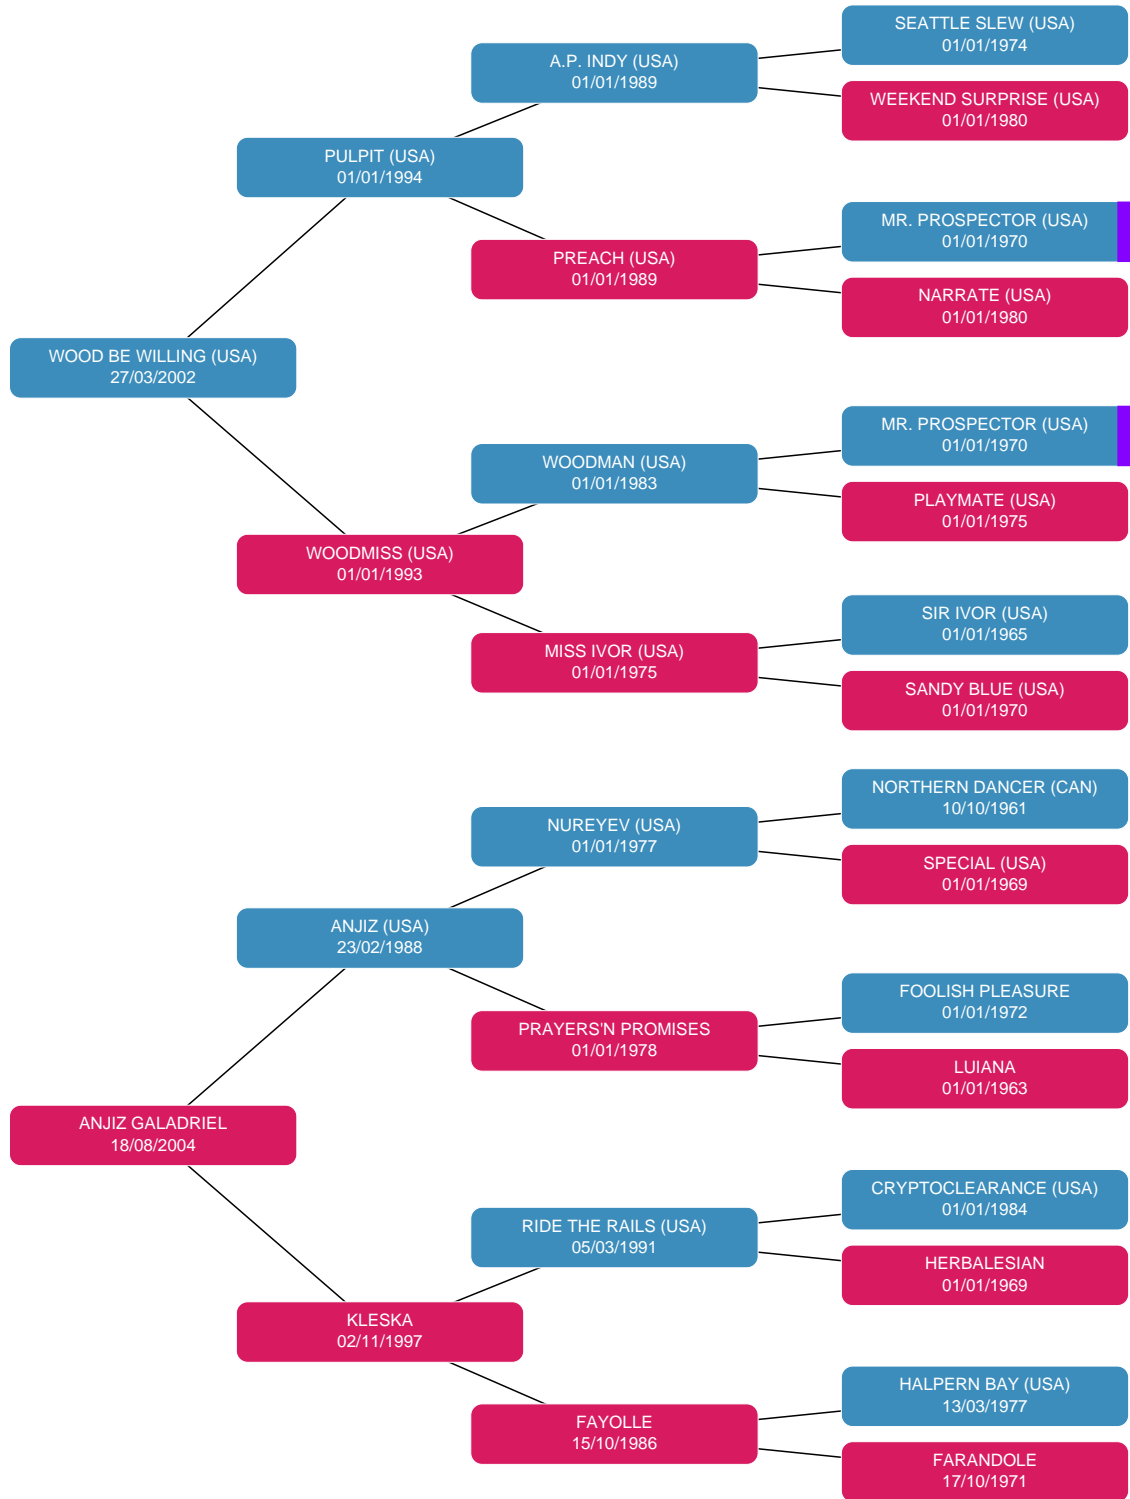 SEATTLE SLEW (USA)
01/01/1974
A.P. INDY (USA)
01/01/1989
WEEKEND SURPRISE (USA)
01/01/1980
PULPIT (USA)
01/01/1994
MR. PROSPECTOR (USA)
01/01/1970
PREACH (USA)
01/01/1989
NARRATE (USA)
01/01/1980
WOOD BE WILLING (USA)
27/03/2002
MR. PROSPECTOR (USA)
01/01/1970
WOODMAN (USA)
01/01/1983
PLAYMATE (USA)
01/01/1975
WOODMISS (USA)
01/01/1993
SIR IVOR (USA)
01/01/1965
MISS IVOR (USA)
01/01/1975
SANDY BLUE (USA)
01/01/1970
NORTHERN DANCER (CAN)
10/10/1961
NUREYEV (USA)
01/01/1977
SPECIAL (USA)
01/01/1969
ANJIZ (USA)
23/02/1988
FOOLISH PLEASURE
01/01/1972
PRAYERS'N PROMISES
01/01/1978
LUIANA
01/01/1963
ANJIZ GALADRIEL
18/08/2004
CRYPTOCLEARANCE (USA)
01/01/1984
RIDE THE RAILS (USA)
05/03/1991
HERBALESIAN
01/01/1969
KLESKA
02/11/1997
HALPERN BAY (USA)
13/03/1977
FAYOLLE
15/10/1986
FARANDOLE
17/10/1971